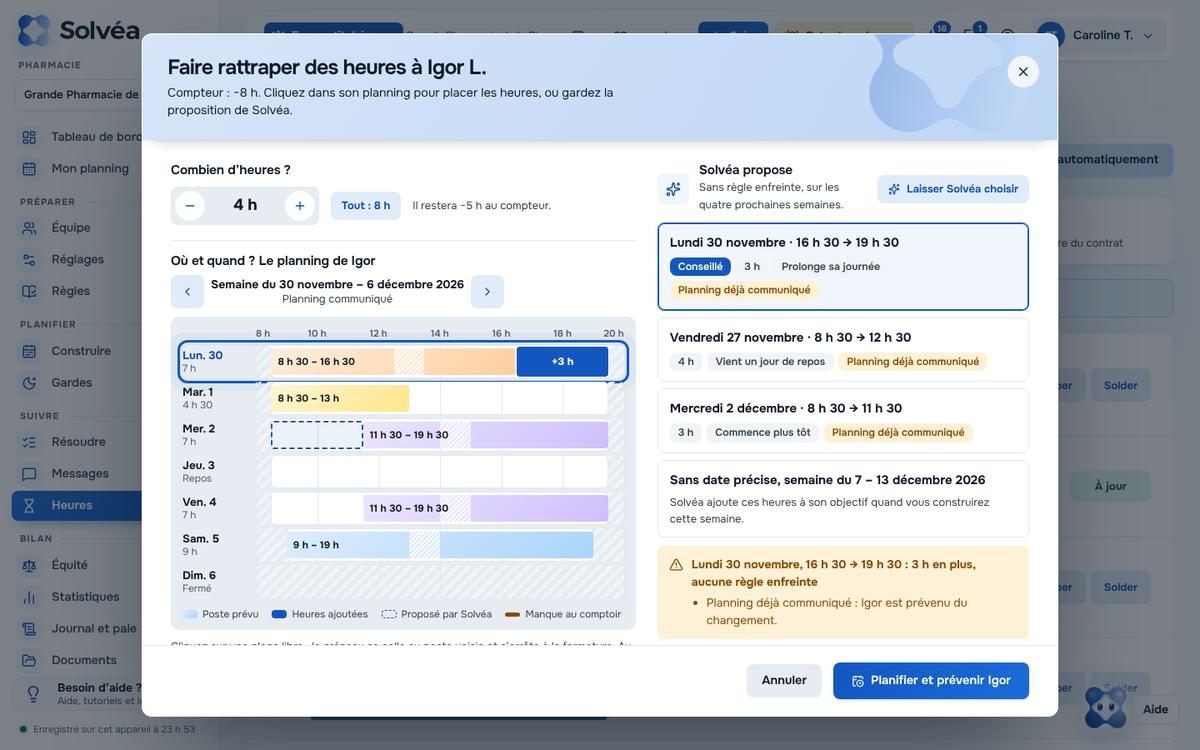 Solvéa
PHARMACIE
Grande Pharmacie de
Tableau de bord
Mon planning
PRÉPARER
Équipe
Réglages
Règles
PLANIFIER
Construire
Gardes
SUIVRE
Résoudre
Messages
Heures
BILAN
Équité
Statistiques
Journal et paie
Documents
Besoin d’aide ?
Aide, tutoriels et
Enregistré sur cet appareil à 23 h 53
16
1
Caroline T.
automatiquement
re du contrat
Solder
À jour
Solder
Solder
Aide
Faire rattraper des heures à Igor L.
Compteur : −8 h. Cliquez dans son planning pour placer les heures, ou gardez la
proposition de Solvéa.
Combien d’heures ?
4 h
Tout : 8 h
Il restera −5 h au compteur.
Où et quand ? Le planning de Igor
Semaine du 30 novembre – 6 décembre 2026
Planning communiqué
8 h 10 h 12 h 14 h 16 h 18 h 20 h
Lun. 30
7 h
8 h 30 – 16 h 30
+3 h
Mar. 1
4 h 30
8 h 30 – 13 h
Mer. 2
7 h
11 h 30 – 19 h 30
Jeu. 3
Repos
Ven. 4
7 h
11 h 30 – 19 h 30
Sam. 5
9 h
9 h – 19 h
Dim. 6
Fermé
Poste prévu Heures ajoutées Proposé par Solvéa Manque au comptoir
Solvéa propose
Sans règle enfreinte, sur les
quatre prochaines semaines.
Laisser Solvéa choisir
Lundi 30 novembre · 16 h 30 → 19 h 30
Conseillé 3 h Prolonge sa journée
Planning déjà communiqué
Vendredi 27 novembre · 8 h 30 → 12 h 30
4 h Vient un jour de repos Planning déjà communiqué
Mercredi 2 décembre · 8 h 30 → 11 h 30
3 h Commence plus tôt Planning déjà communiqué
Sans date précise, semaine du 7 – 13 décembre 2026
Solvéa ajoute ces heures à son objectif quand vous construirez
cette semaine.
Lundi 30 novembre, 16 h 30 → 19 h 30 : 3 h en plus,
aucune règle enfreinte
• Planning déjà communiqué : Igor est prévenu du
changement.
Annuler
Planifier et prévenir Igor